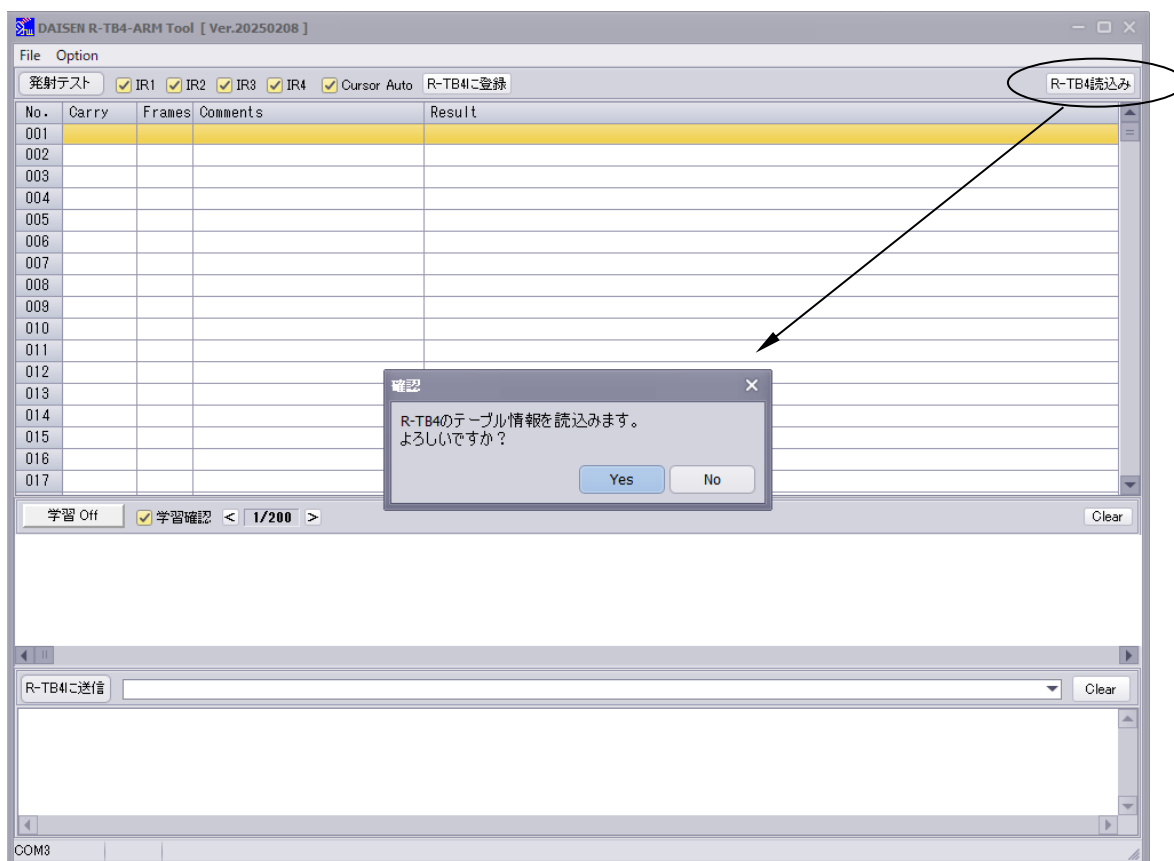 DAISEN R-TB4-ARM Tool [ Ver.20250208 ]
File Option
発射テスト IR1 IR2 IR3 IR4 Cursor Auto R-TB4に登録 R-TB4読込み
No. Carry Frames Comments Result
001
002
003
004
005
006
007
008
009
010
011
012
013
014
015
016
017
確認
R-TB4のテーブル情報を読込みます。
よろしいですか？
Yes No
学習 Off 学習確認 < 1/200 > Clear
R-TB4に送信 Clear
COM3